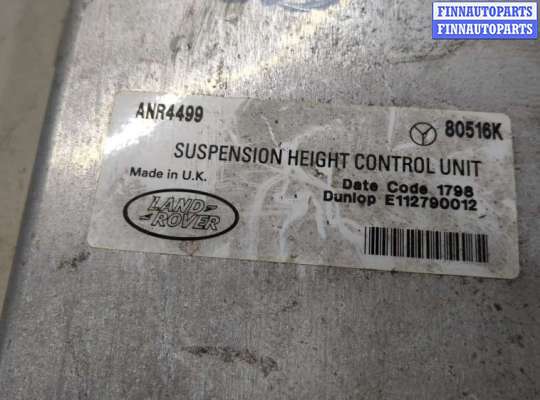 FINNAUTOPARTS
FINNAUTOPARTS
ANR4499
80516K
SUSPENSION HEIGHT CONTROL UNIT
Made in U.K.
Date Code 1798
Dunlop E112790012
LAND
ROVER